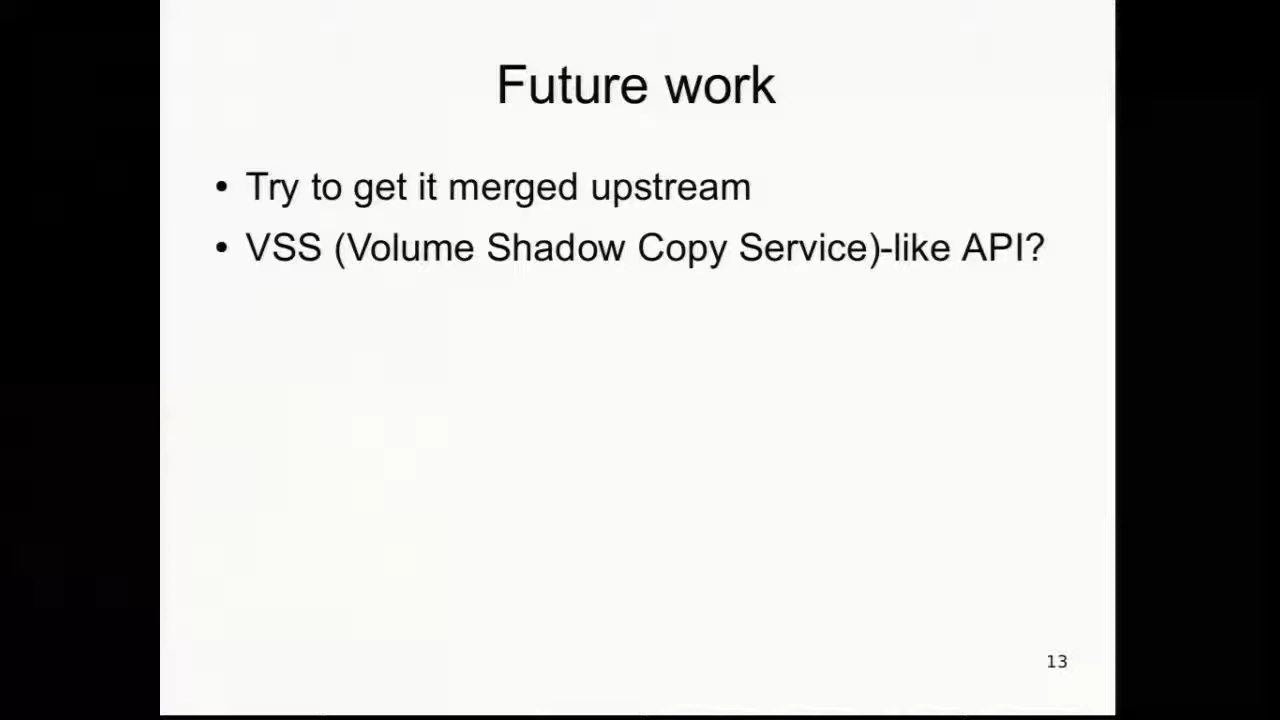 Future work
• Try to get it merged upstream
• VSS (Volume Shadow Copy Service)-like API?
13